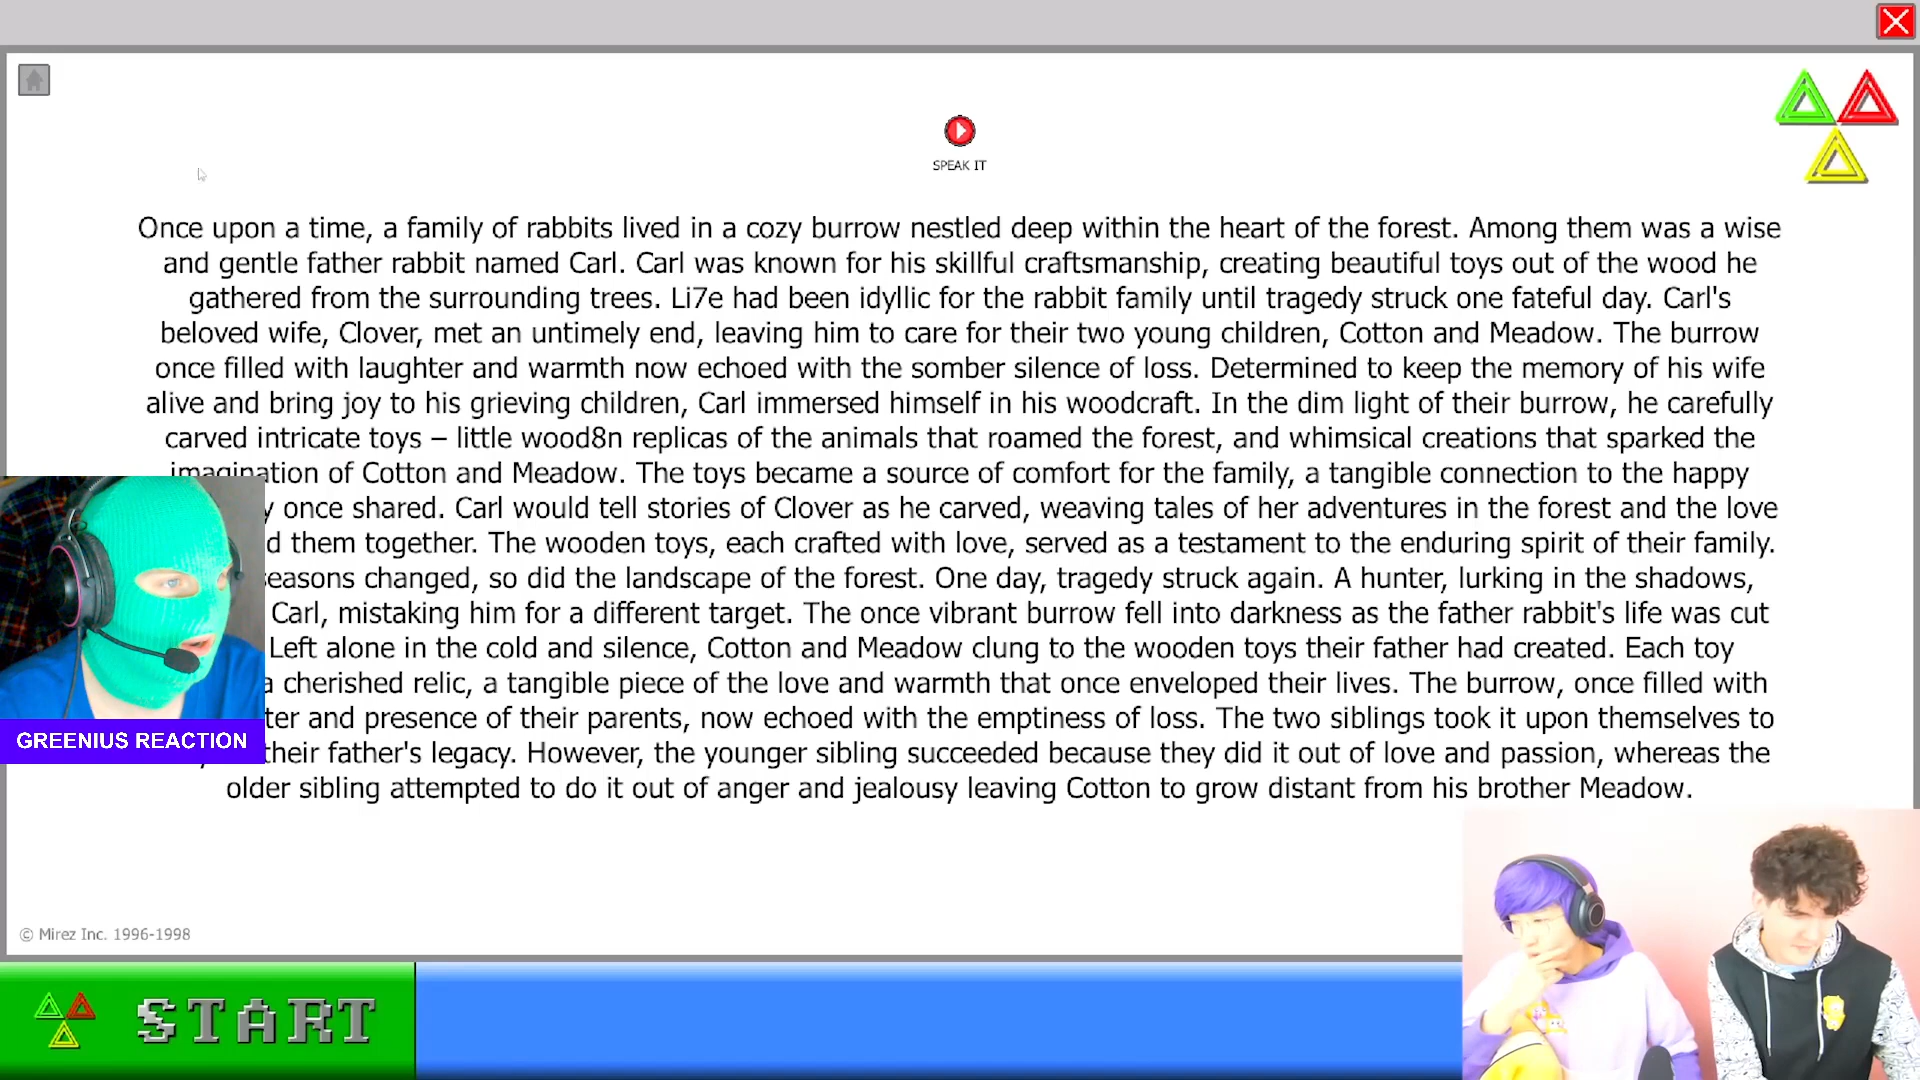 SPEAK IT
Once upon a time, a family of rabbits lived in a cozy burrow nestled deep within the heart of the forest. Among them was a wise
and gentle father rabbit named Carl. Carl was known for his skillful craftsmanship, creating beautiful toys out of the wood he
gathered from the surrounding trees. Li7e had been idyllic for the rabbit family until tragedy struck one fateful day. Carl's
beloved wife, Clover, met an untimely end, leaving him to care for their two young children, Cotton and Meadow. The burrow
once filled with laughter and warmth now echoed with the somber silence of loss. Determined to keep the memory of his wife
alive and bring joy to his grieving children, Carl immersed himself in his woodcraft. In the dim light of their burrow, he carefully
carved intricate toys – little wood8n replicas of the animals that roamed the forest, and whimsical creations that sparked the
imagination of Cotton and Meadow. The toys became a source of comfort for the family, a tangible connection to the happy
once shared. Carl would tell stories of Clover as he carved, weaving tales of her adventures in the forest and the love
them together. The wooden toys, each crafted with love, served as a testament to the enduring spirit of their family.
seasons changed, so did the landscape of the forest. One day, tragedy struck again. A hunter, lurking in the shadows,
Carl, mistaking him for a different target. The once vibrant burrow fell into darkness as the father rabbit's life was cut
Left alone in the cold and silence, Cotton and Meadow clung to the wooden toys their father had created. Each toy
a cherished relic, a tangible piece of the love and warmth that once enveloped their lives. The burrow, once filled with
and presence of their parents, now echoed with the emptiness of loss. The two siblings took it upon themselves to
their father's legacy. However, the younger sibling succeeded because they did it out of love and passion, whereas the
older sibling attempted to do it out of anger and jealousy leaving Cotton to grow distant from his brother Meadow.
GREENIUS REACTION
© Mirez Inc. 1996-1998
START